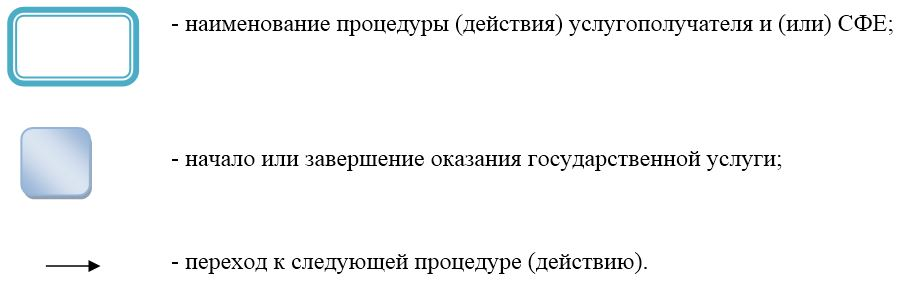 - наименование процедуры (действия) услугополучателя и (или) СФЕ;
- начало или завершение оказания государственной услуги;
- переход к следующей процедуре (действию).